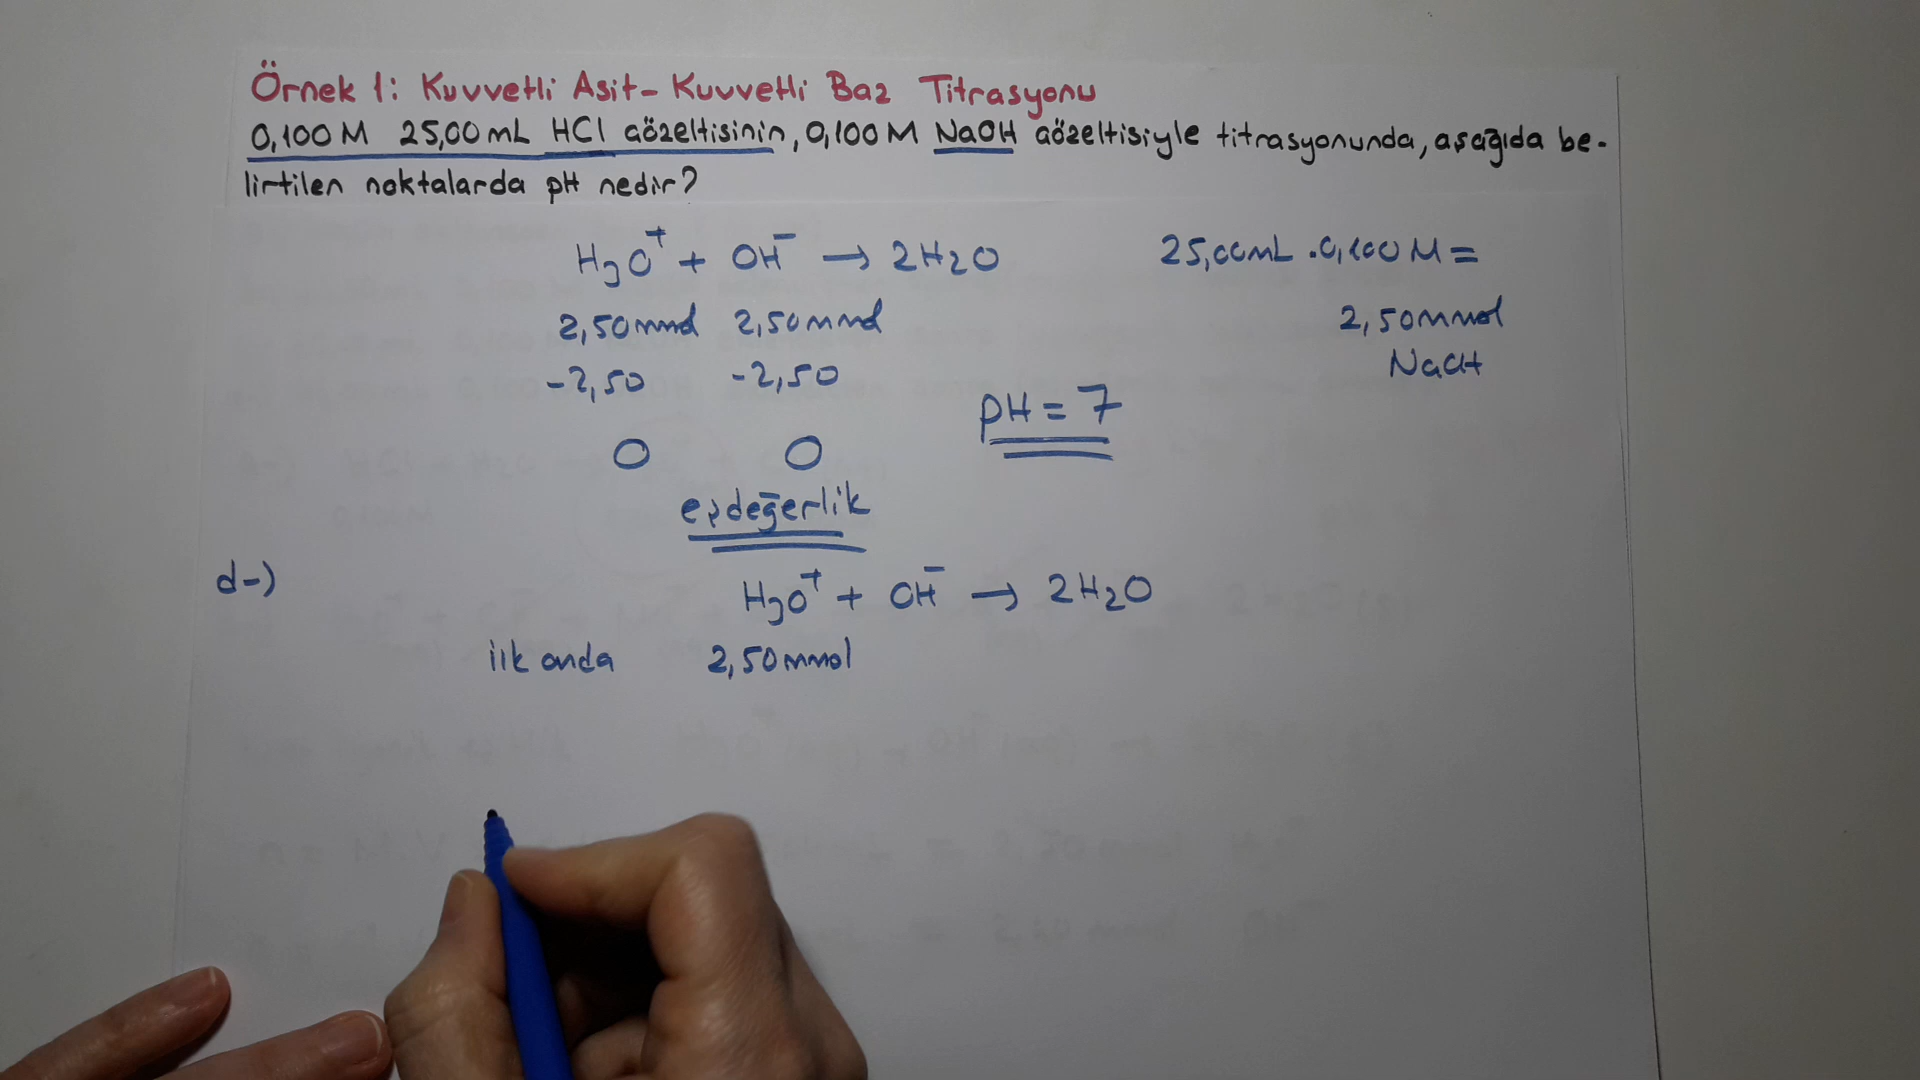 Örnek 1: Kuvvetli Asit-Kuvvetli Baz Titrasyonu
0,100 M 25,00 mL HCl çözeltisinin, 0,100 M NaOH çözeltisiyle titrasyonunda, aşağıda be-
lirtilen noktalarda pH nedir?
H3O+ + OH- → 2H2O 25,00mL . 0,100 M =
2,50mmol 2,50mmol 2,50mmol
-2,50 -2,50 NaOH
pH = 7
0 0
eşdeğerlik
d-) H3O+ + OH- → 2H2O
ilk anda 2,50mmol